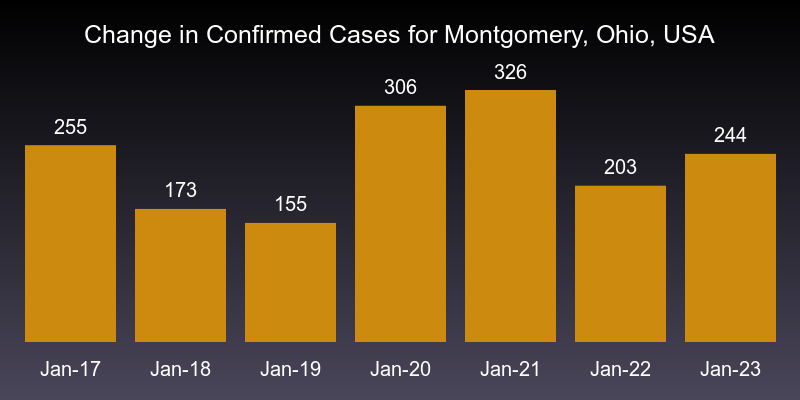 Change in Confirmed Cases for Montgomery, Ohio, USA
255
173
155
306
326
203
244
Jan-17
Jan-18
Jan-19
Jan-20
Jan-21
Jan-22
Jan-23